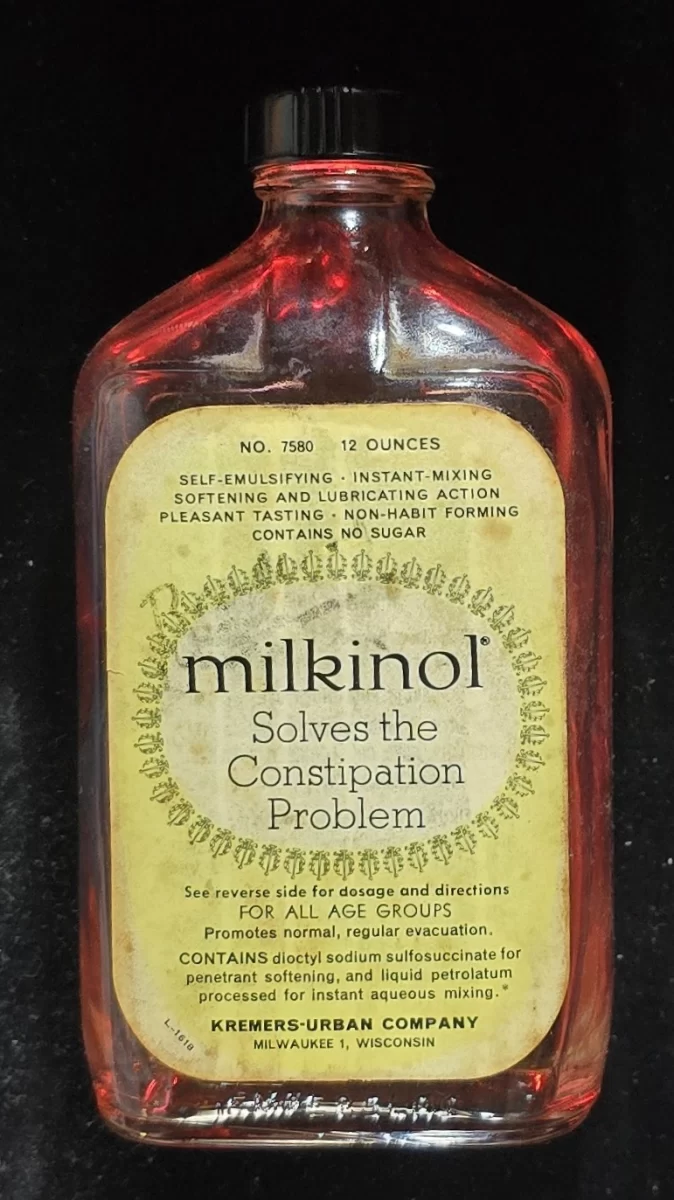 NO. 7580 12 OUNCES
SELF-EMULSIFYING · INSTANT-MIXING
SOFTENING AND LUBRICATING ACTION
PLEASANT TASTING · NON-HABIT FORMING
CONTAINS NO SUGAR
milkinol®
Solves the
Constipation
Problem
See reverse side for dosage and directions
FOR ALL AGE GROUPS
Promotes normal, regular evacuation.
CONTAINS dioctyl sodium sulfosuccinate for
penetrant softening, and liquid petrolatum
processed for instant aqueous mixing.*
L-1618
KREMERS-URBAN COMPANY
MILWAUKEE 1, WISCONSIN